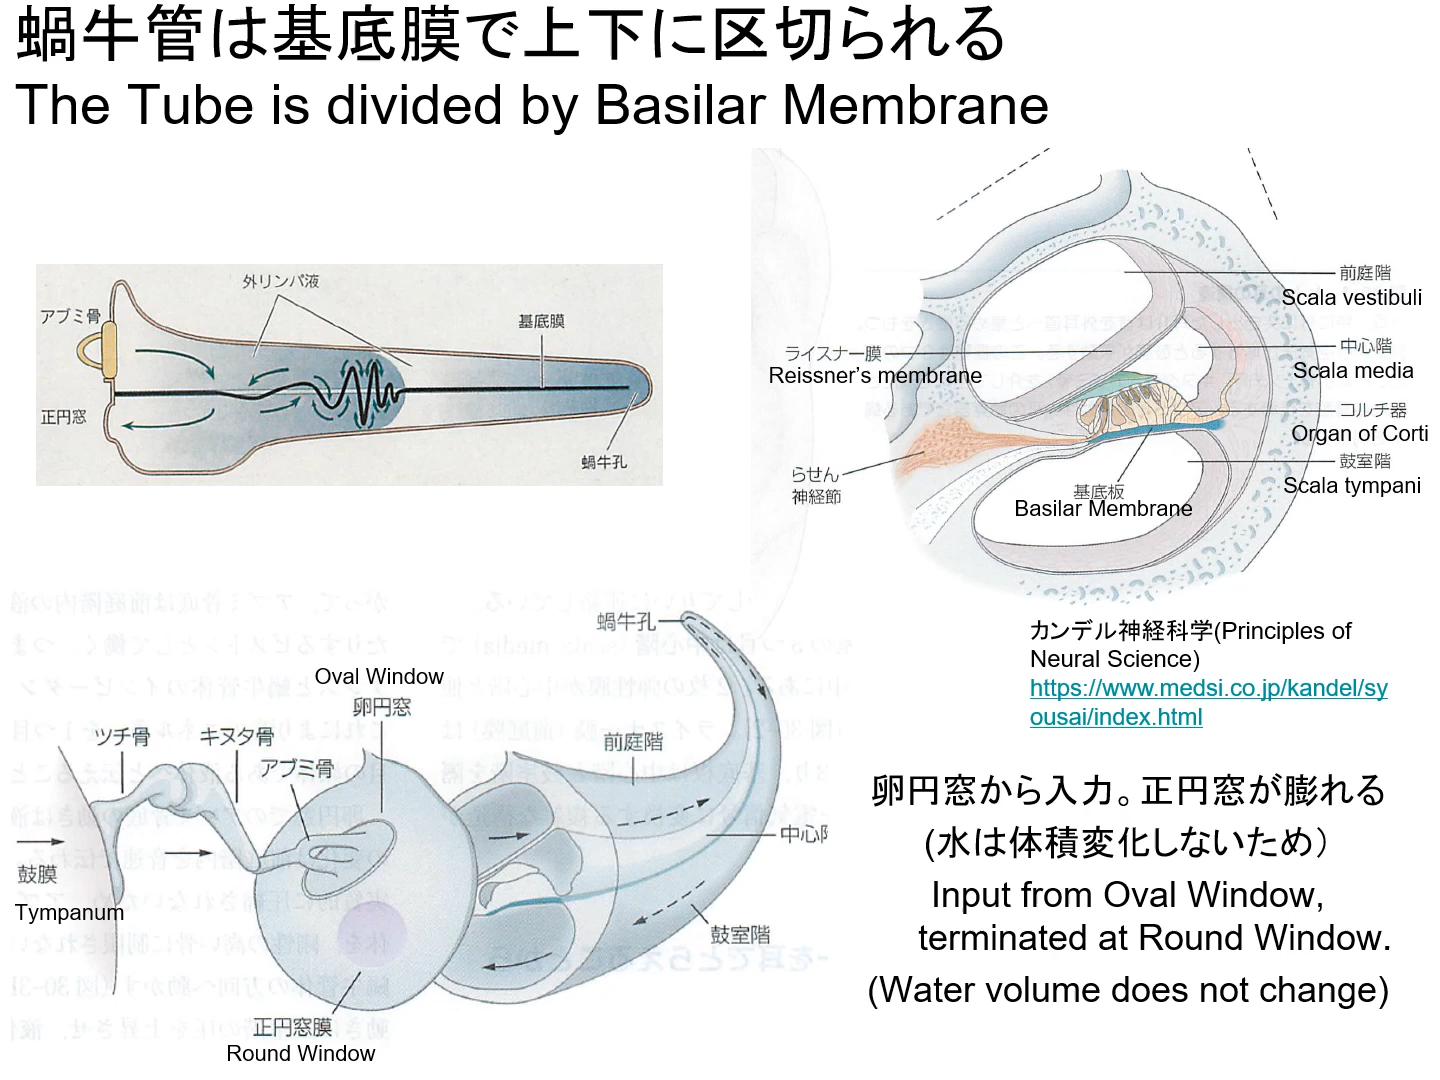 蝸牛管は基底膜で上下に区切られる
The Tube is divided by Basilar Membrane
外リンパ液
アブミ骨
基底膜
正円窓
蝸牛孔
前庭階
Scala vestibuli
ライスナー膜
Reissner's membrane
中心階
Scala media
コルチ器
Organ of Corti
らせん
神経節
鼓室階
Scala tympani
基底板
Basilar Membrane
カンデル神経科学(Principles of
Neural Science)
https://www.medsi.co.jp/kandel/sy
ousai/index.html
蝸牛孔
Oval Window
卵円窓
ツチ骨
キヌタ骨
アブミ骨
前庭階
中心階
鼓膜
Tympanum
鼓室階
正円窓膜
Round Window
卵円窓から入力。正円窓が膨れる
(水は体積変化しないため）
Input from Oval Window,
terminated at Round Window.
(Water volume does not change)